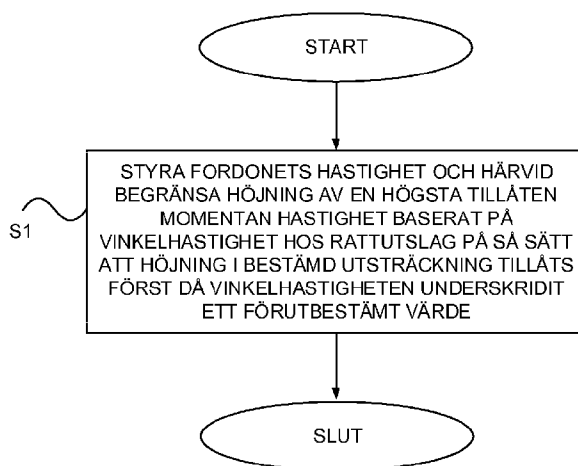 START
STYRA FORDONETS HASTIGHET OCH HÄRVID
BEGRÄNSA HÖJNING AV EN HÖGSTA TILLÅTEN
MOMENTAN HASTIGHET BASERAT PÅ
VINKELHASTIGHET HOS RATTUTSLAG PÅ SÅ SÄTT
ATT HÖJNING I BESTÄMD UTSTRÄCKNING TILLÅTS
FÖRST DÅ VINKELHASTIGHETEN UNDERSKRIDIT
ETT FÖRUTBESTÄMT VÄRDE
S1
SLUT